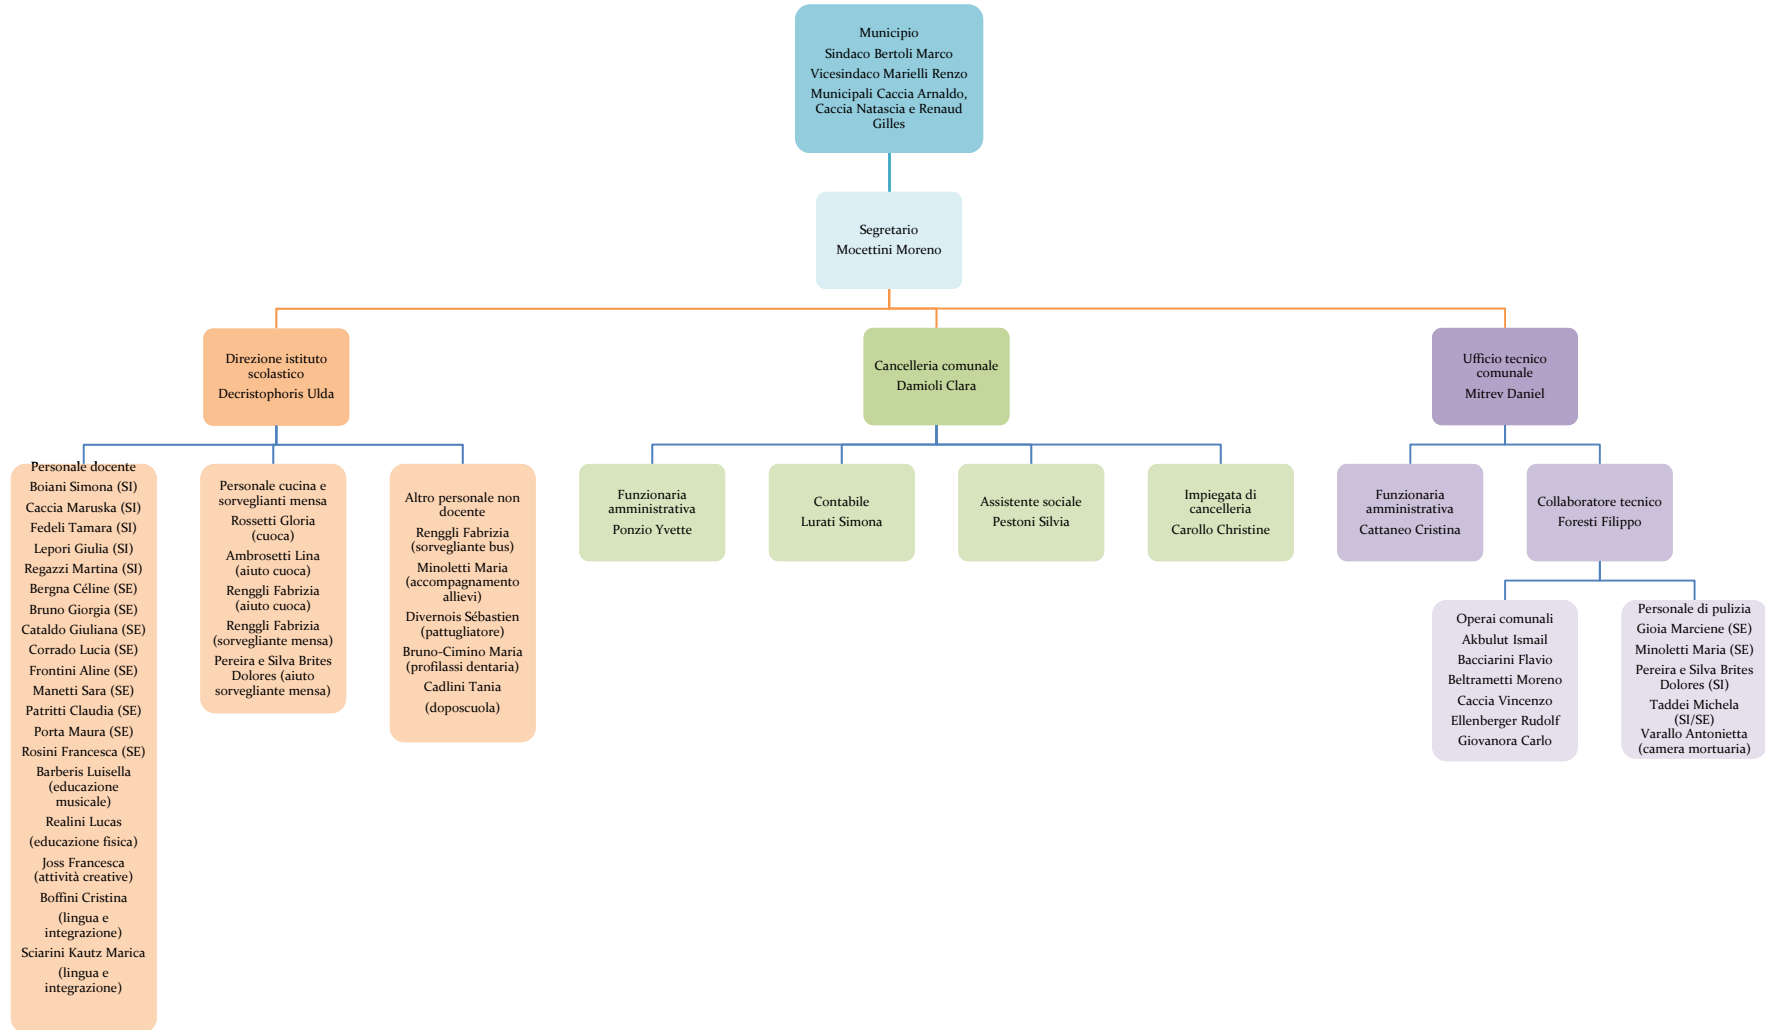 Municipio
Sindaco Bertoli Marco
Vicesindaco Marielli Renzo
Municipali Caccia Arnaldo,
Caccia Natascia e Renaud
Gilles
Segretario
Mocettini Moreno
Direzione istituto
scolastico
Decristophoris Ulda
Cancelleria comunale
Damioli Clara
Ufficio tecnico
comunale
Mitrev Daniel
Personale docente
Boiani Simona (SI)
Caccia Maruska (SI)
Fedeli Tamara (SI)
Lepori Giulia (SI)
Regazzi Martina (SI)
Bergna Céline (SE)
Bruno Giorgia (SE)
Cataldo Giuliana (SE)
Corrado Lucia (SE)
Frontini Aline (SE)
Manetti Sara (SE)
Patritti Claudia (SE)
Porta Maura (SE)
Rosini Francesca (SE)
Barberis Luisella
(educazione
musicale)
Realini Lucas
(educazione fisica)
Joss Francesca
(attività creative)
Boffini Cristina
(lingua e
integrazione)
Sciarini Kautz Marica
(lingua e
integrazione)
Personale cucina e
sorveglianti mensa
Rossetti Gloria
(cuoca)
Ambrosetti Lina
(aiuto cuoca)
Renggli Fabrizia
(aiuto cuoca)
Renggli Fabrizia
(sorvegliante mensa)
Pereira e Silva Brites
Dolores (aiuto
sorvegliante mensa)
Altro personale non
docente
Renggli Fabrizia
(sorvegliante bus)
Minoletti Maria
(accompagnamento
allievi)
Divernois Sébastien
(pattugliatore)
Bruno-Cimino Maria
(profilassi dentaria)
Cadlini Tania
(doposcuola)
Funzionaria
amministrativa
Ponzio Yvette
Contabile
Lurati Simona
Assistente sociale
Pestoni Silvia
Impiegata di
cancelleria
Carollo Christine
Funzionaria
amministrativa
Cattaneo Cristina
Collaboratore tecnico
Foresti Filippo
Operai comunali
Akbulut Ismail
Bacciarini Flavio
Beltrametti Moreno
Caccia Vincenzo
Ellenberger Rudolf
Giovanora Carlo
Personale di pulizia
Gioia Marciene (SE)
Minoletti Maria (SE)
Pereira e Silva Brites
Dolores (SI)
Taddei Michela
(SI/SE)
Varallo Antonietta
(camera mortuaria)